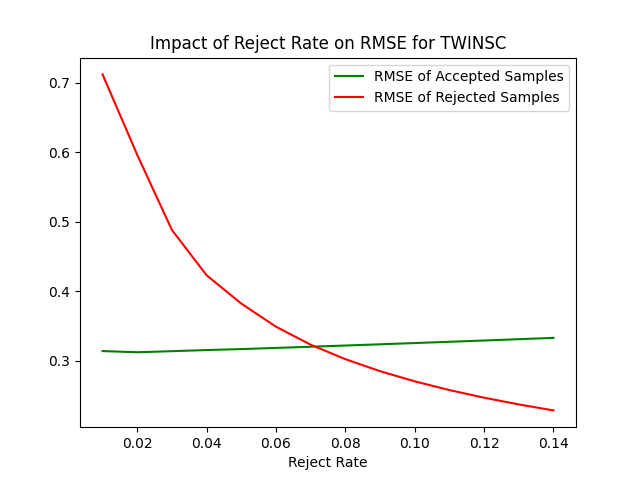 Impact of Reject Rate on RMSE for TWINSC
RMSE of Accepted Samples
RMSE of Rejected Samples
0.7
0.6
0.5
0.4
0.3
0.02 0.04 0.06 0.08 0.10 0.12 0.14
Reject Rate